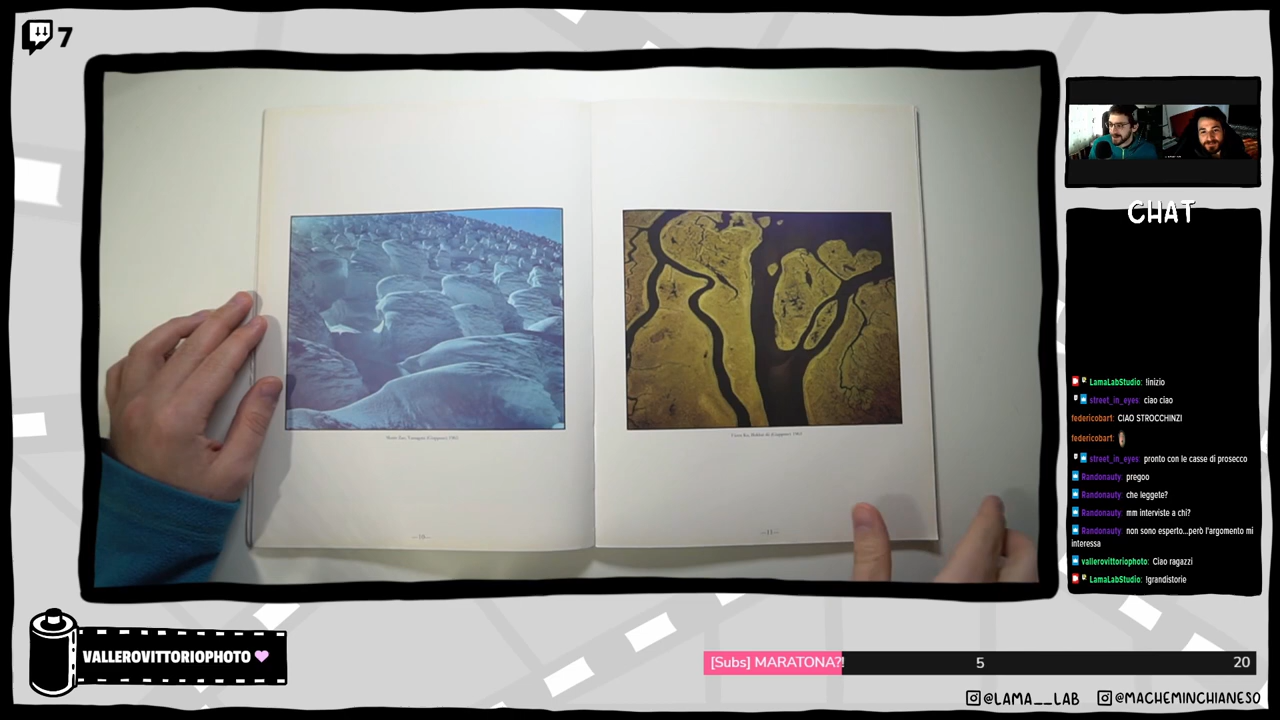 7
CHAT
LamaLabStudio: !inizio
street_in_eyes: ciao ciao
federicobart: CIAO STROCCHINZI
federicobart:
street_in_eyes: pronto con le casse di prosecco
Randonauty: pregoo
Randonauty: che leggete?
Randonauty: mm interviste a chi?
Randonauty: non sono esperto...però l'argomento mi
interessa
vallerovittoriophoto: Ciao ragazzi
LamaLabStudio: !grandistorie
VALLEROVITTORIOPHOTO
[Subs] MARATONA?! 5 20
@LAMA__LAB @MACHEMINCHIANESO